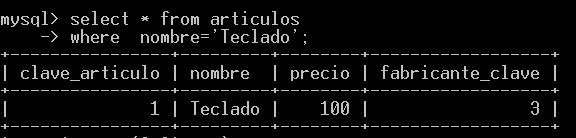 mysql> select * from articulos
    -> where  nombre='Teclado';
+----------------+---------+--------+------------------+
| clave_articulo | nombre  | precio | fabricante_clave |
+----------------+---------+--------+------------------+
|              1 | Teclado |    100 |                3 |
+----------------+---------+--------+------------------+